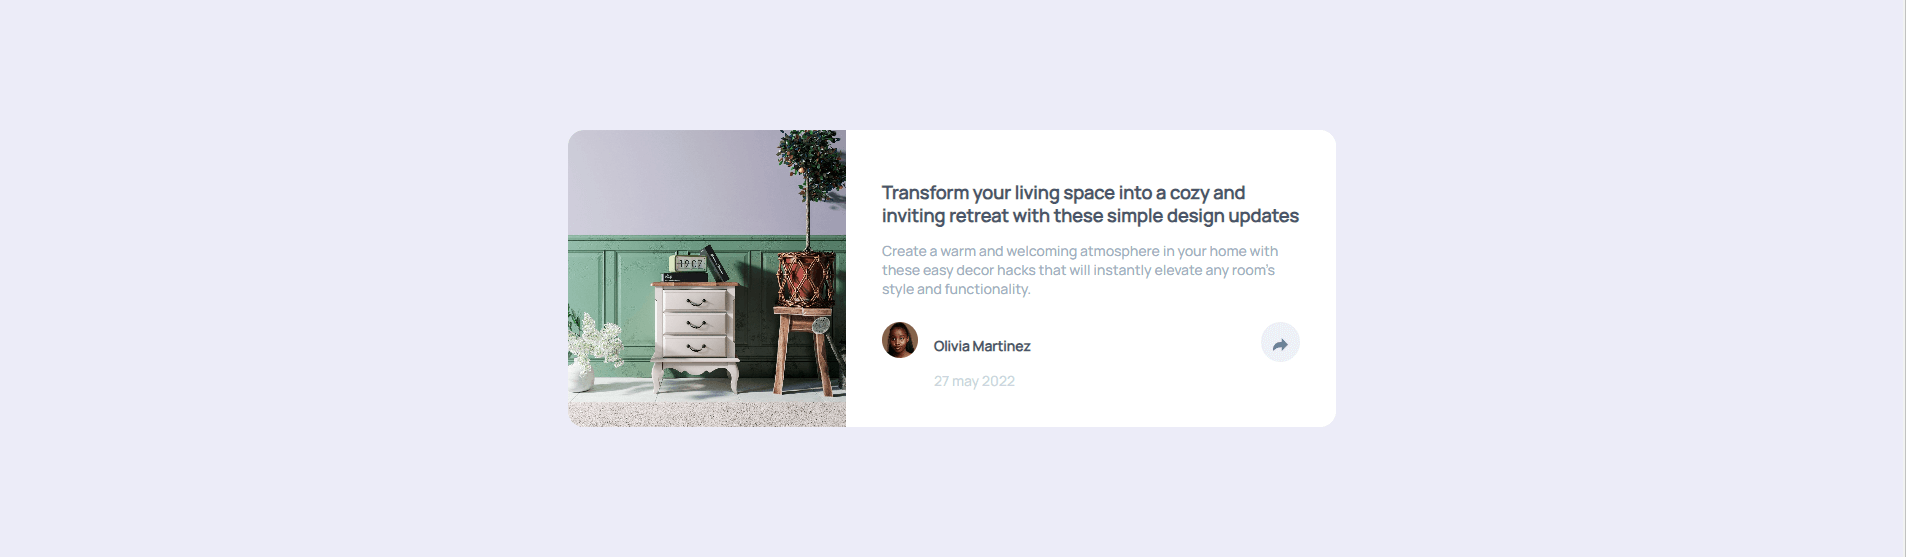 Transform your living space into a cozy and
inviting retreat with these simple design updates
Create a warm and welcoming atmosphere in your home with
these easy decor hacks that will instantly elevate any room's
style and functionality.
Olivia Martinez
27 may 2022